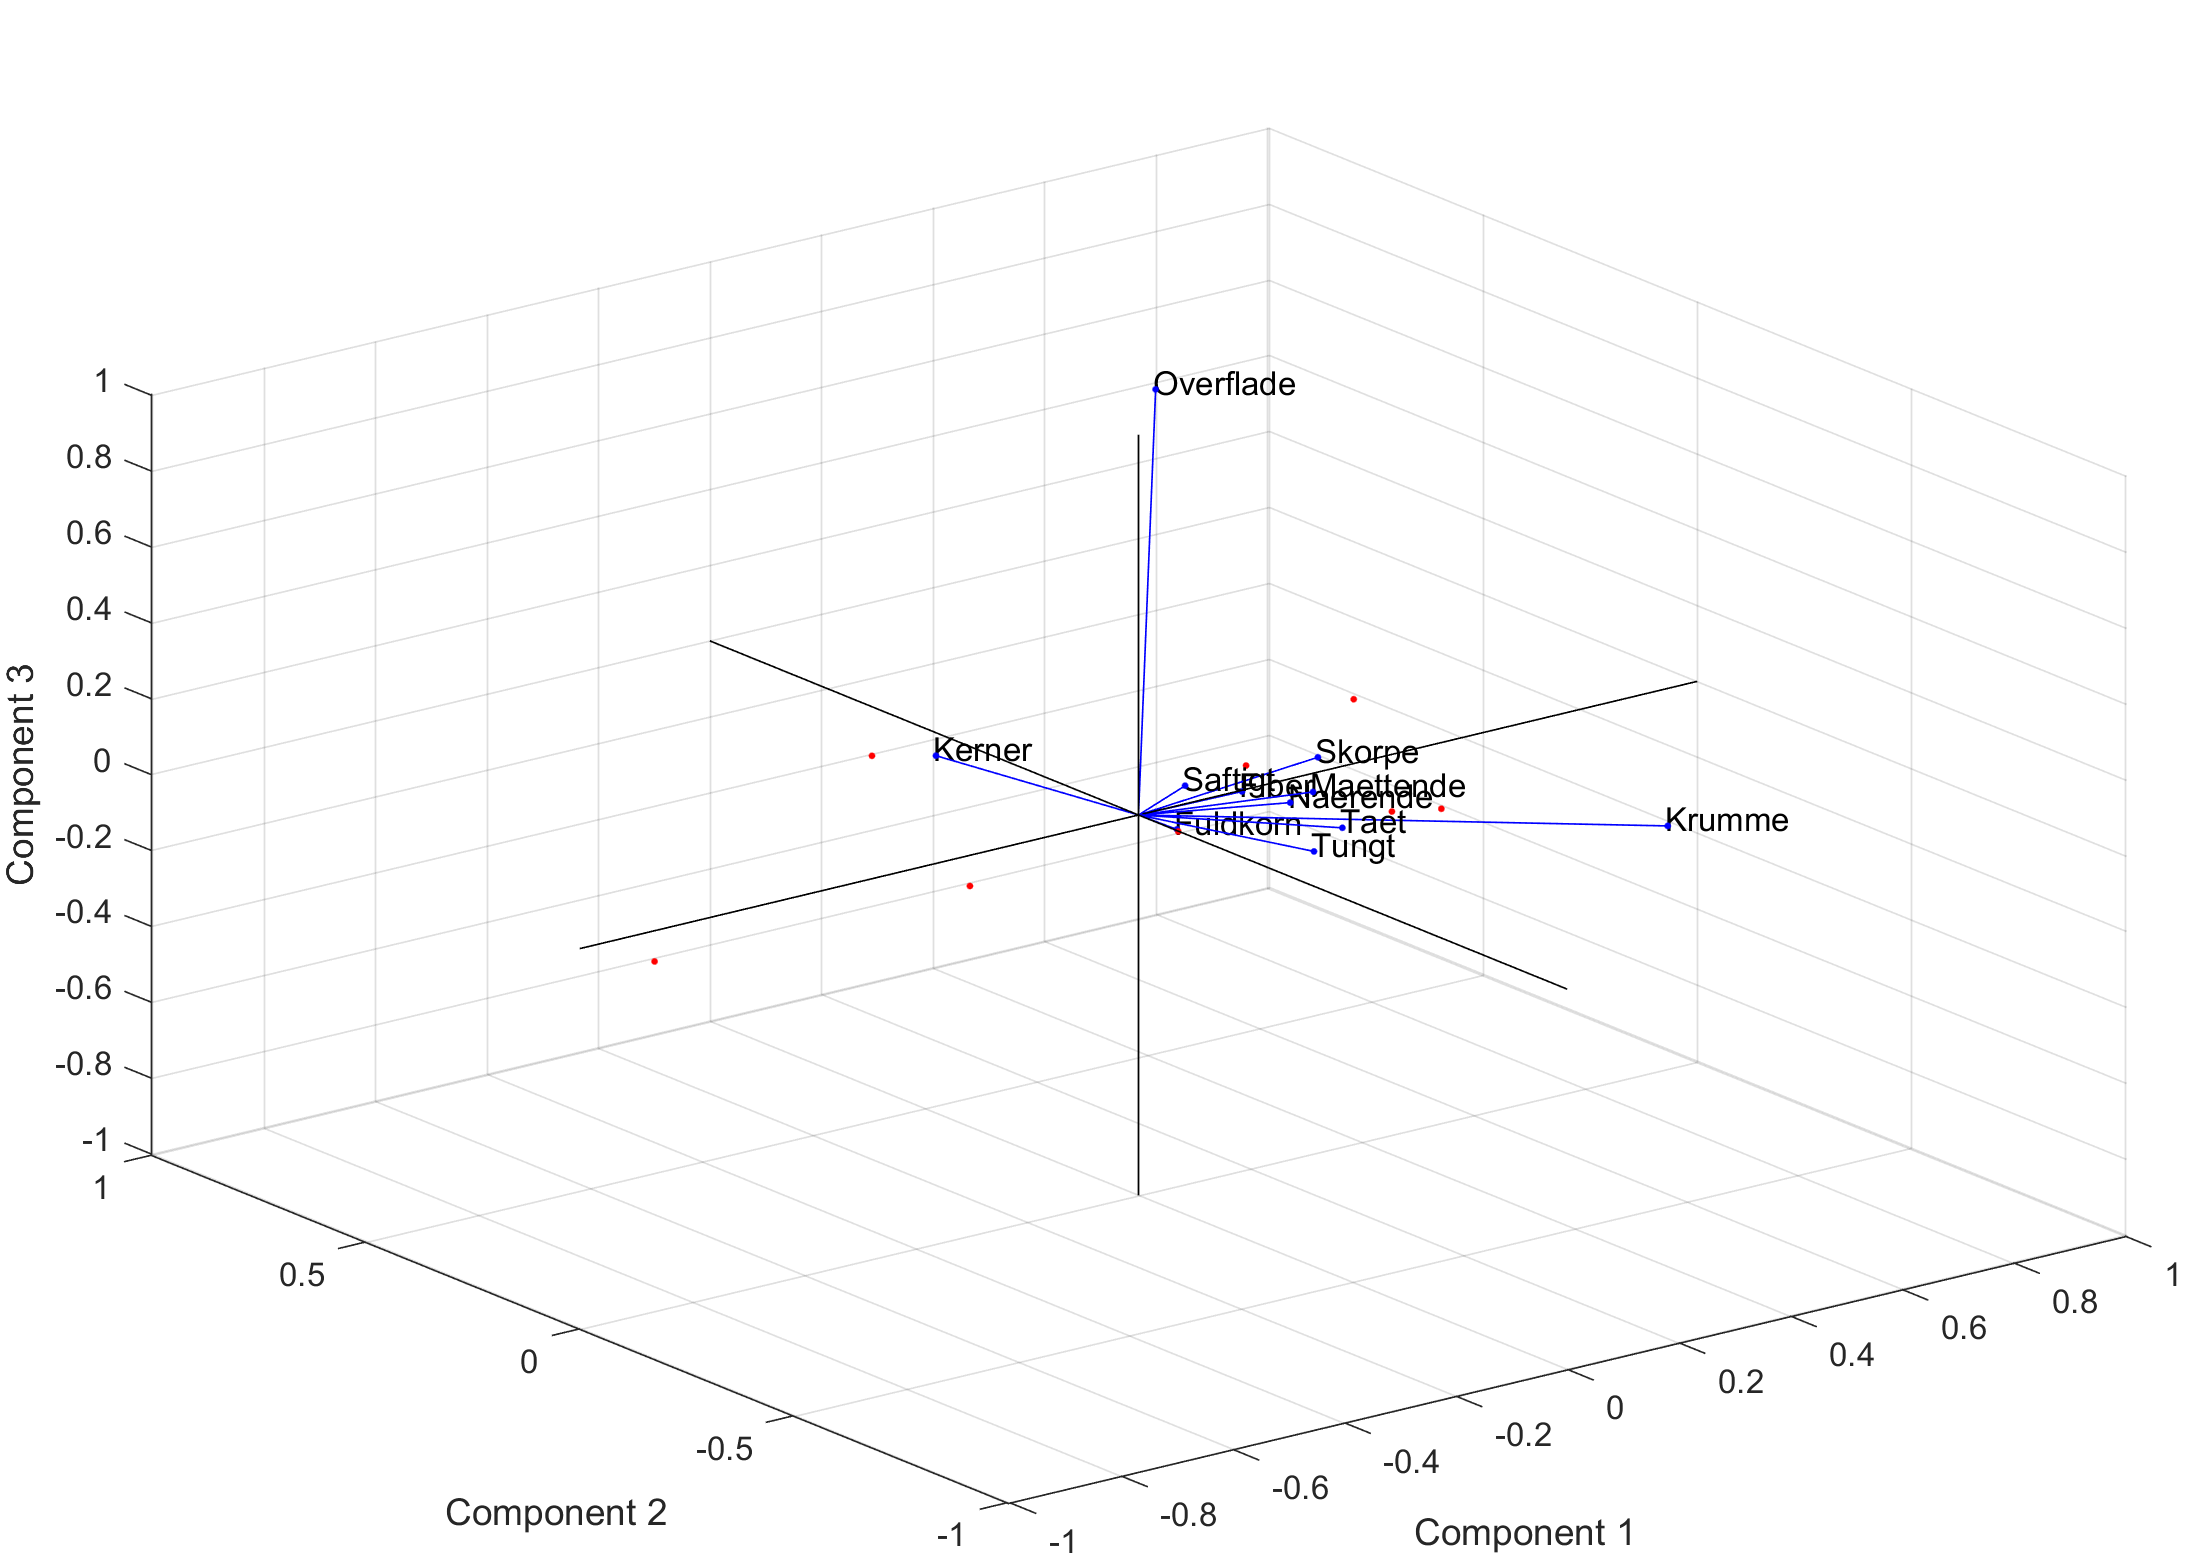 Overflade
Kerner
Skorpe
Saftigt
Fiber
Maettende
Naerende
Fuldkorn
Taet
Krumme
Tungt
Component 3
1
0.8
0.6
0.4
0.2
0
-0.2
-0.4
-0.6
-0.8
-1
Component 2
1
0.5
0
-0.5
-1
Component 1
-1
-0.8
-0.6
-0.4
-0.2
0
0.2
0.4
0.6
0.8
1